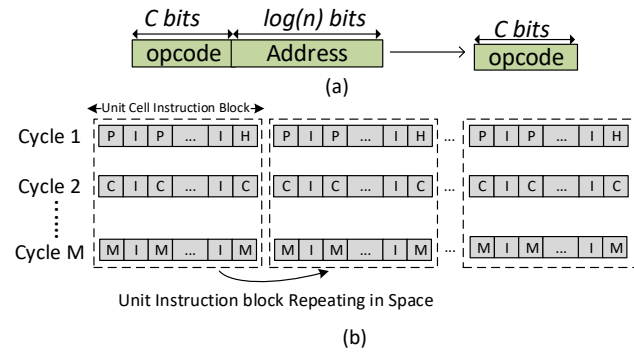 C bits log(n) bits C bits
opcode Address opcode
(a)
Unit Cell Instruction Block
Cycle 1 P I P ... I H P I P ... I H ... P I P ... I H
Cycle 2 C I C ... I C C I C ... I C ... C I C ... I C
Cycle M M I M ... I M M I M ... I M ... M I M ... I M
Unit Instruction block Repeating in Space
(b)